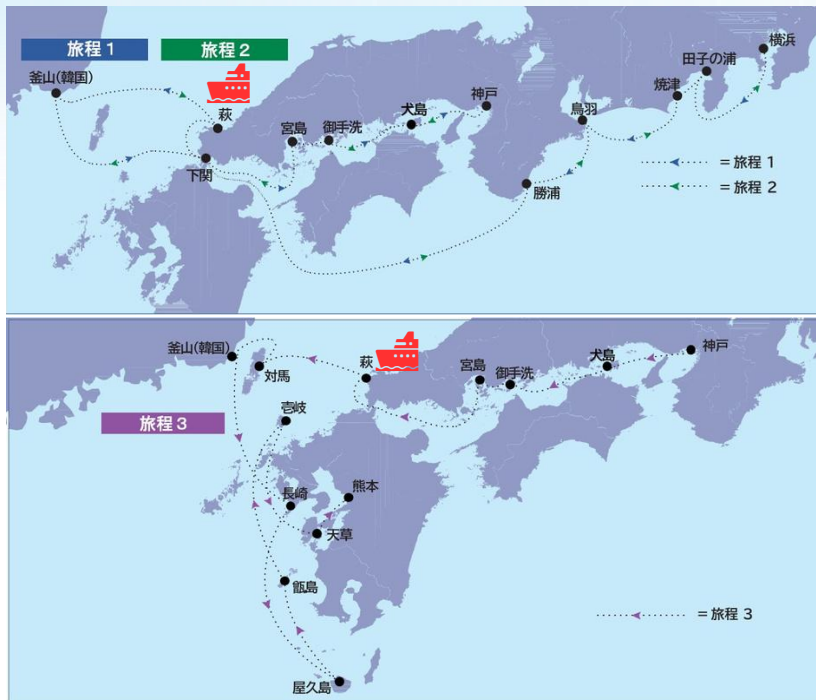 旅程1
旅程2
釜山(韓国)
萩
下関
宮島
御手洗
犬島
神戸
勝浦
鳥羽
焼津
田子の浦
横浜
= 旅程 1
= 旅程 2
釜山(韓国)
対馬
萩
宮島
御手洗
犬島
神戸
旅程3
壱岐
長崎
熊本
天草
甑島
屋久島
= 旅程 3